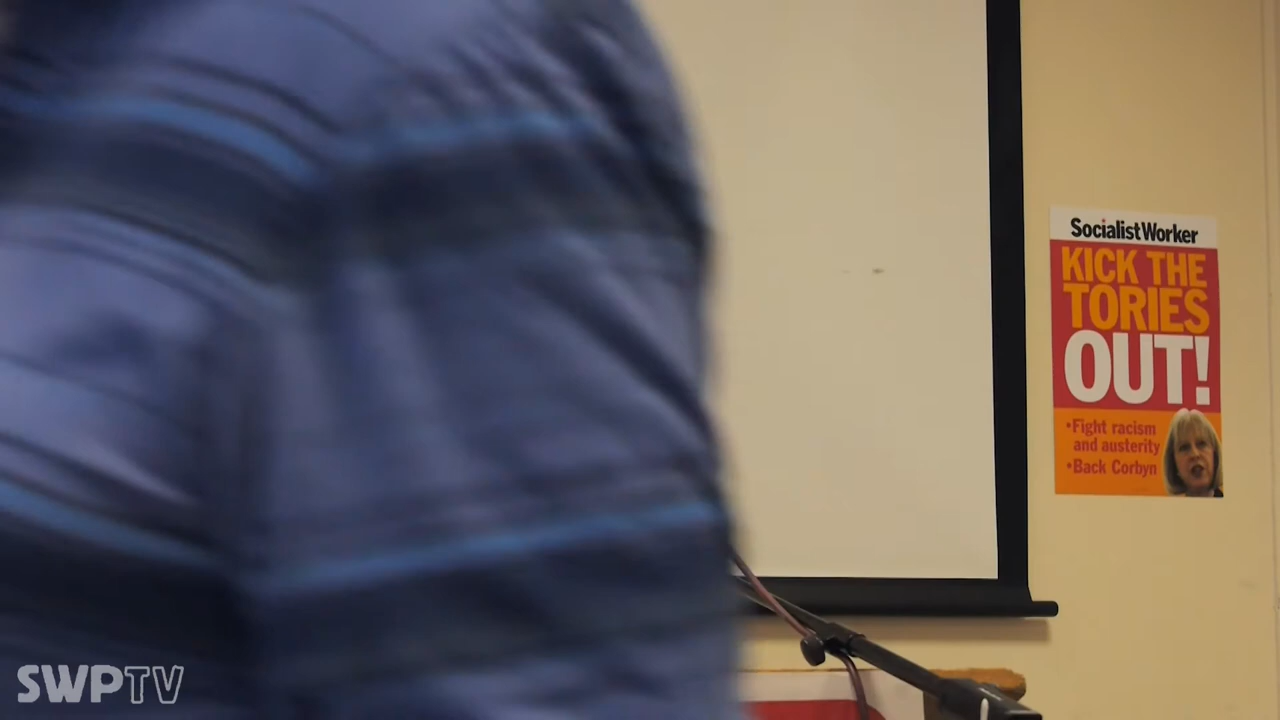 SocialistWorker
KICK THE
TORIES
OUT!
•Fight racism
and austerity
•Back Corbyn
SWPTV